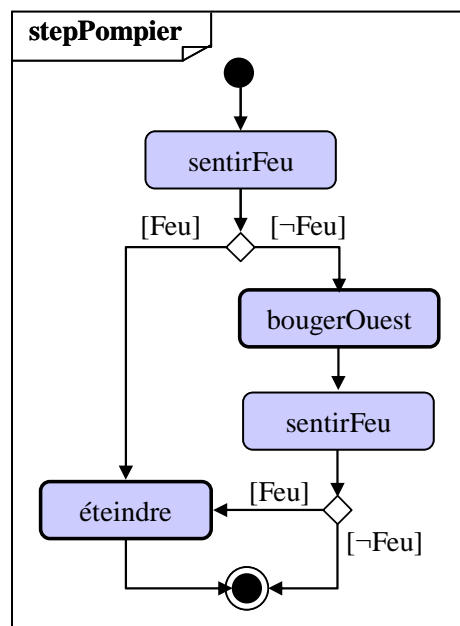 stepPompier
sentirFeu
[Feu] [¬Feu]
bougerOuest
sentirFeu
[Feu]
éteindre
[¬Feu]